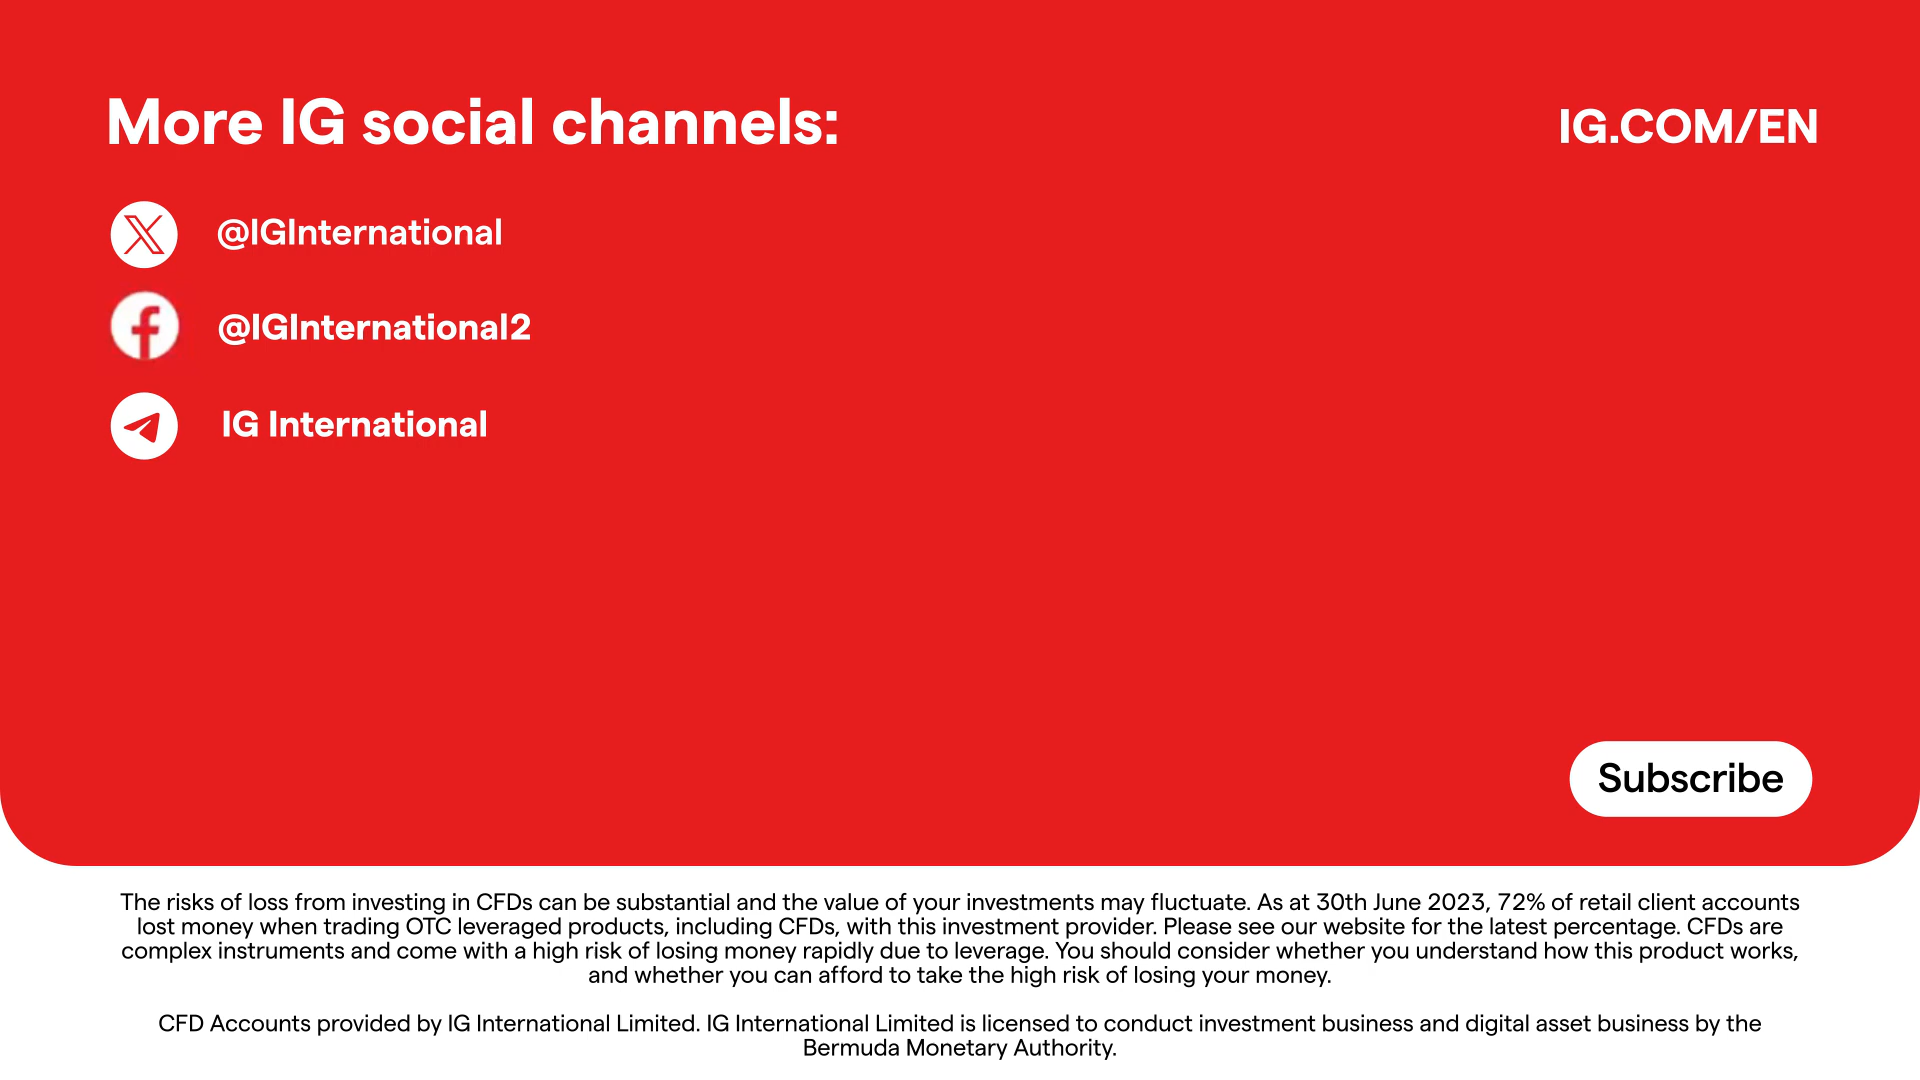 More IG social channels:
IG.COM/EN
@IGInternational
@IGInternational2
IG International
Subscribe
The risks of loss from investing in CFDs can be substantial and the value of your investments may fluctuate. As at 30th June 2023, 72% of retail client accounts
lost money when trading OTC leveraged products, including CFDs, with this investment provider. Please see our website for the latest percentage. CFDs are
complex instruments and come with a high risk of losing money rapidly due to leverage. You should consider whether you understand how this product works,
and whether you can afford to take the high risk of losing your money.
CFD Accounts provided by IG International Limited. IG International Limited is licensed to conduct investment business and digital asset business by the
Bermuda Monetary Authority.